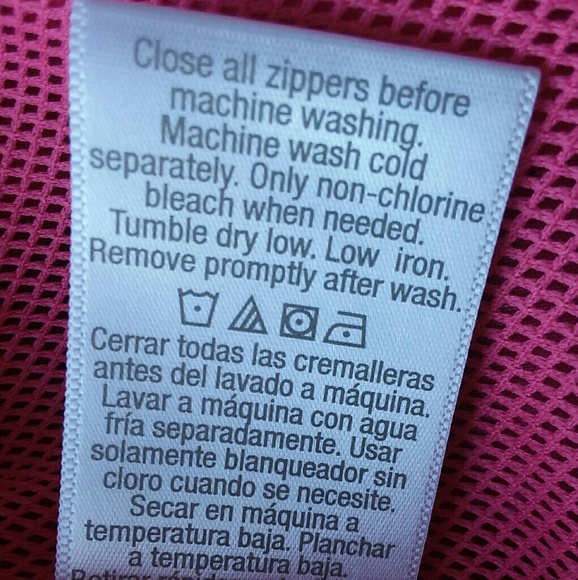 Close all zippers before
machine washing.
Machine wash cold
separately. Only non-chlorine
bleach when needed.
Tumble dry low. Low iron.
Remove promptly after wash.
Cerrar todas las cremalleras
antes del lavado a máquina.
Lavar a máquina con agua
fría separadamente. Usar
solamente blanqueador sin
cloro cuando se necesite.
Secar en máquina a
temperatura baja. Planchar
a temperatura baja.
Retirar